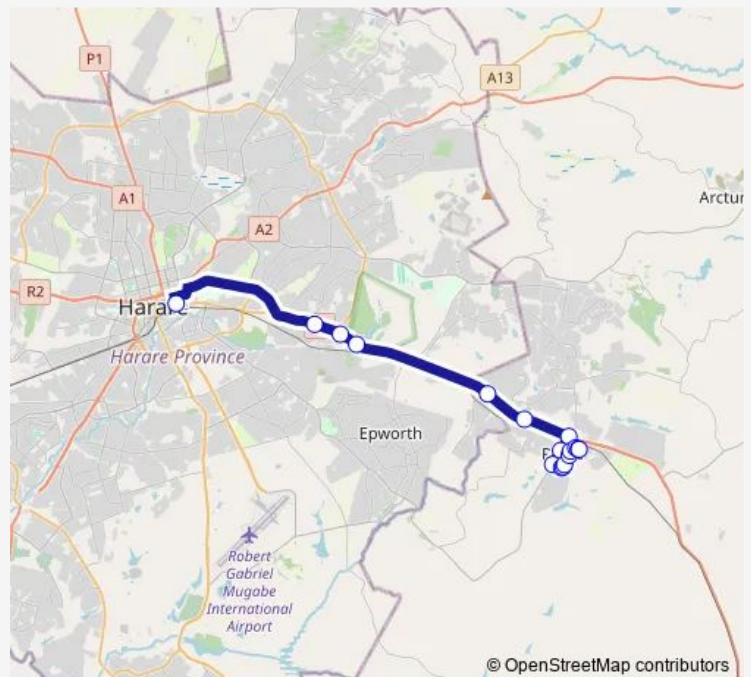 P1
A13
A1
A2
Arctur
R2
Harare
Harare Province
Epworth
Robert
Gabriel
Mugabe
International
Airport
© OpenStreetMap contributors